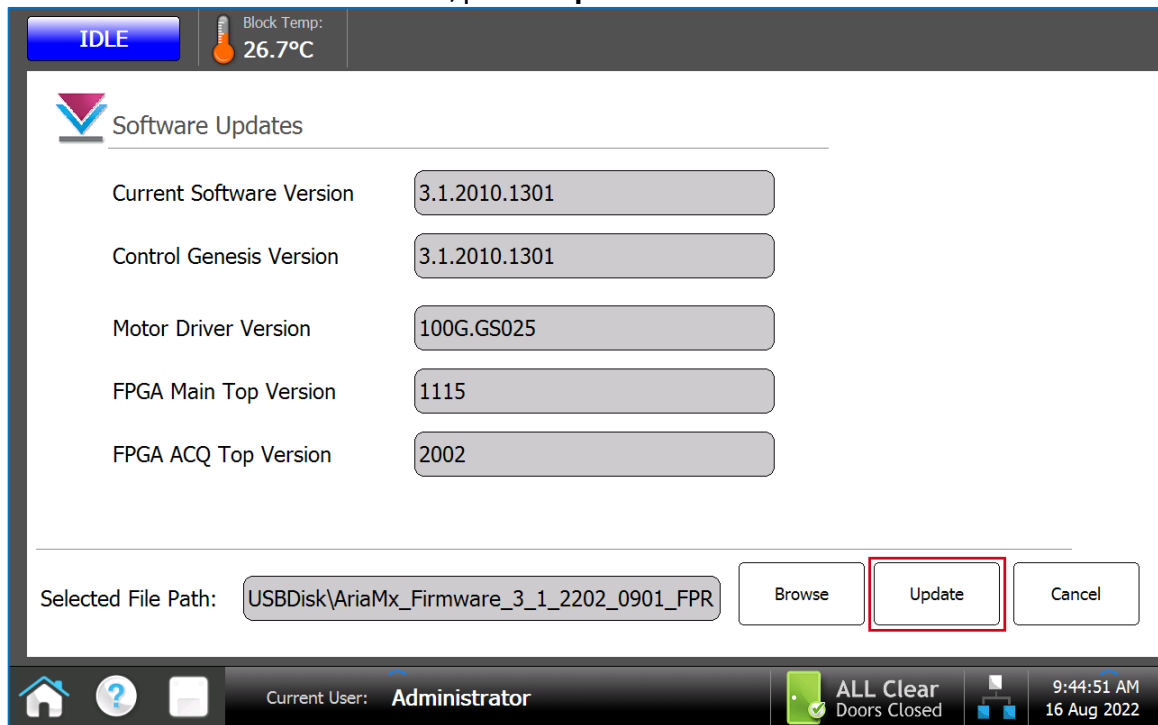 IDLE
Block Temp:
26.7°C
Software Updates
Current Software Version 3.1.2010.1301
Control Genesis Version 3.1.2010.1301
Motor Driver Version 100G.GS025
FPGA Main Top Version 1115
FPGA ACQ Top Version 2002
Selected File Path: USBDisk\AriaMx_Firmware_3_1_2202_0901_FPR Browse Update Cancel
Current User: Administrator
ALL Clear
Doors Closed
9:44:51 AM
16 Aug 2022